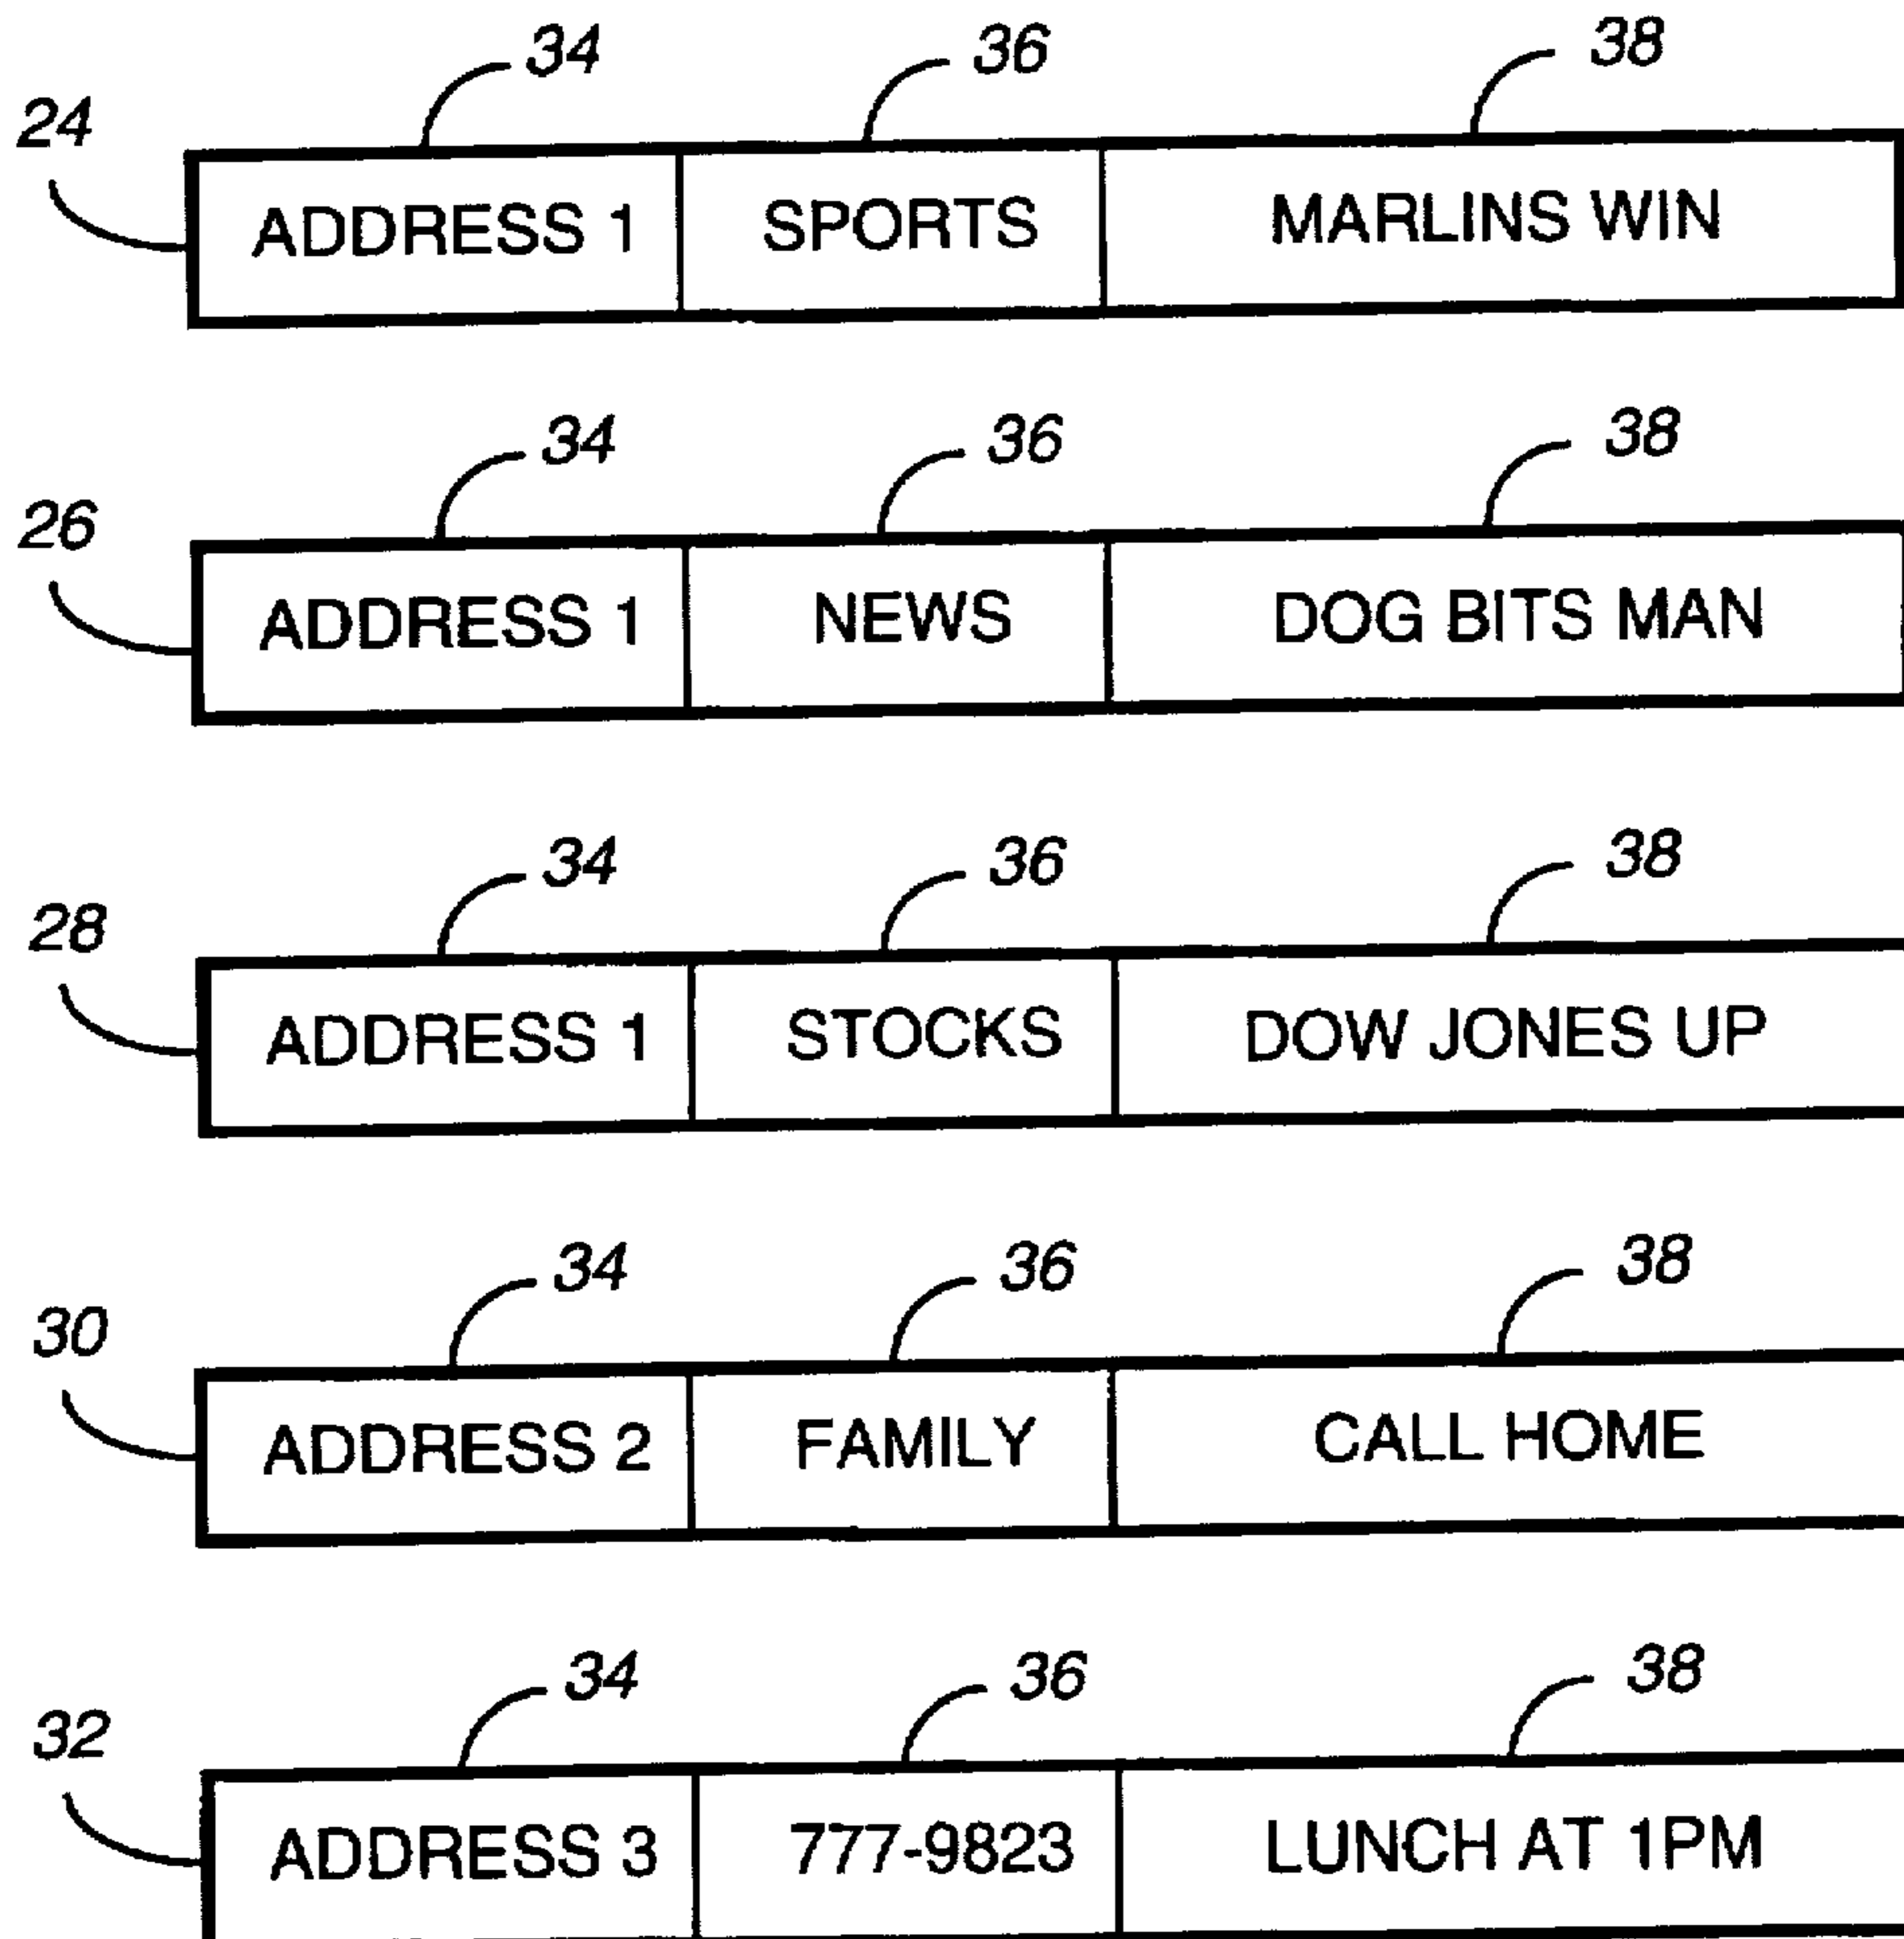 34 36 38
24
ADDRESS 1 SPORTS MARLINS WIN
34 36 38
26
ADDRESS 1 NEWS DOG BITS MAN
34 36 38
28
ADDRESS 1 STOCKS DOW JONES UP
34 36 38
30
ADDRESS 2 FAMILY CALL HOME
34 36 38
32
ADDRESS 3 777-9823 LUNCH AT 1PM